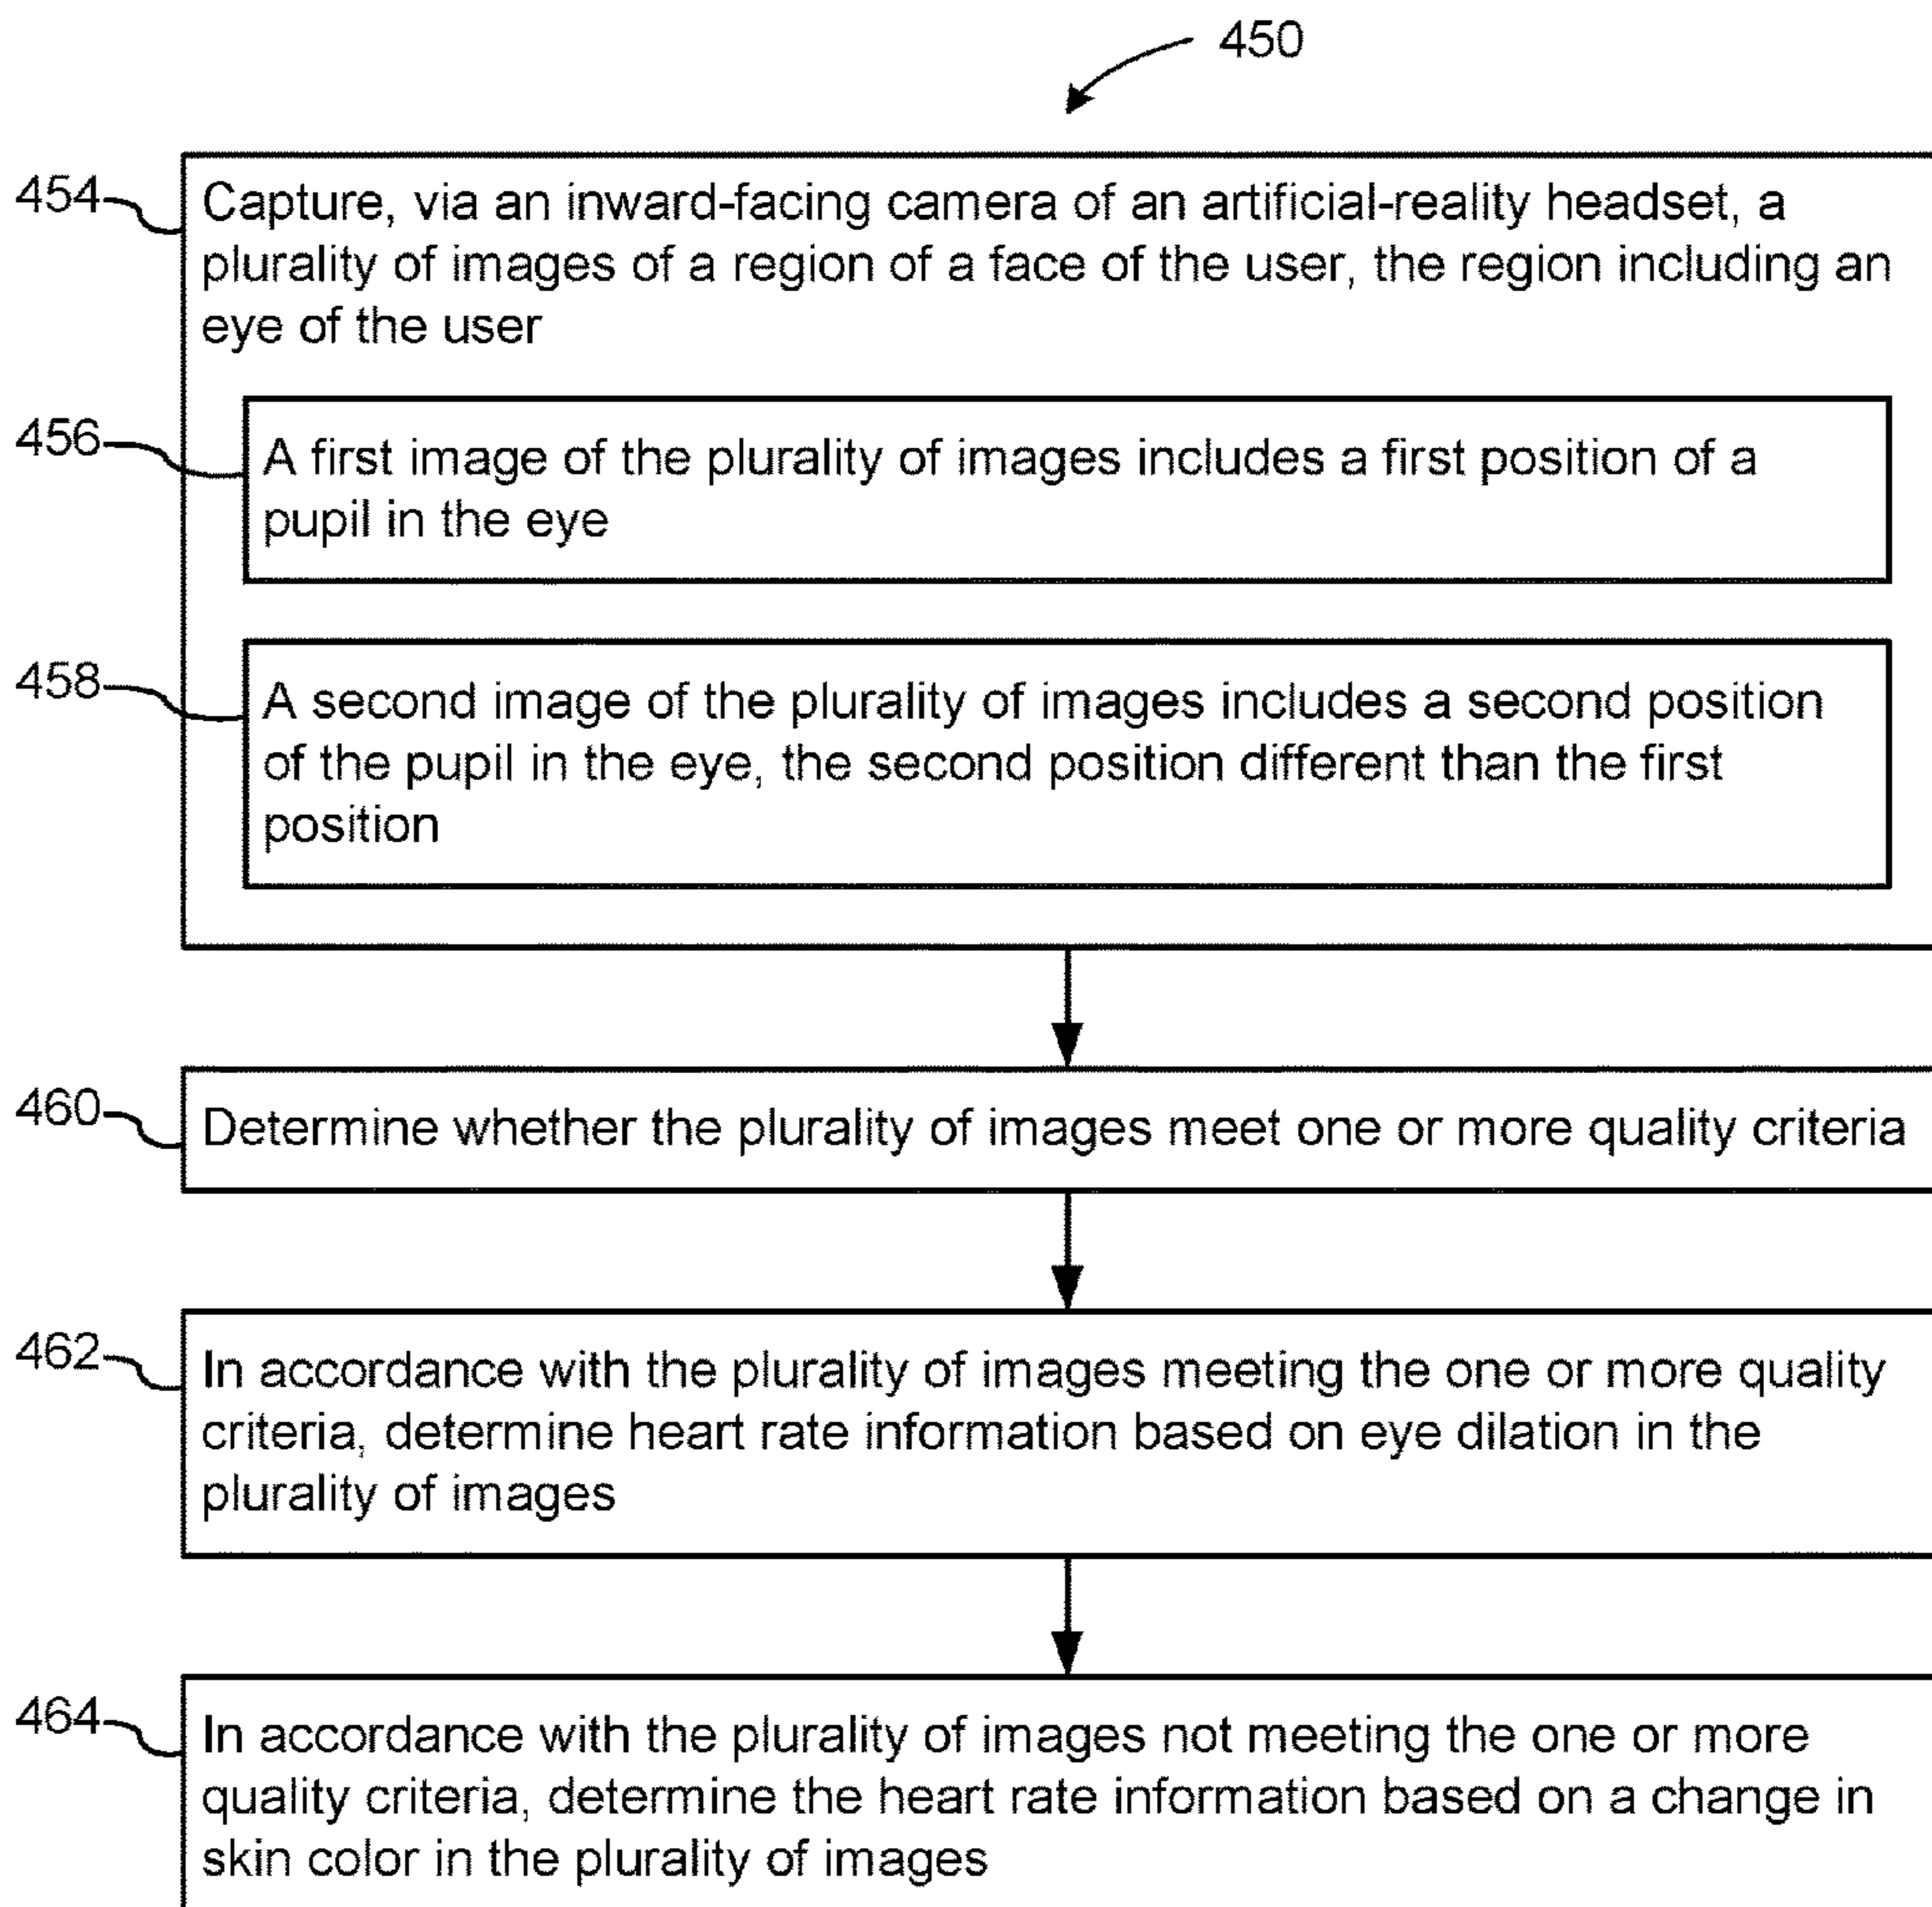 450
454
Capture, via an inward-facing camera of an artificial-reality headset, a
plurality of images of a region of a face of the user, the region including an
eye of the user
456
A first image of the plurality of images includes a first position of a
pupil in the eye
458
A second image of the plurality of images includes a second position
of the pupil in the eye, the second position different than the first
position
460
Determine whether the plurality of images meet one or more quality criteria
462
In accordance with the plurality of images meeting the one or more quality
criteria, determine heart rate information based on eye dilation in the
plurality of images
464
In accordance with the plurality of images not meeting the one or more
quality criteria, determine the heart rate information based on a change in
skin color in the plurality of images